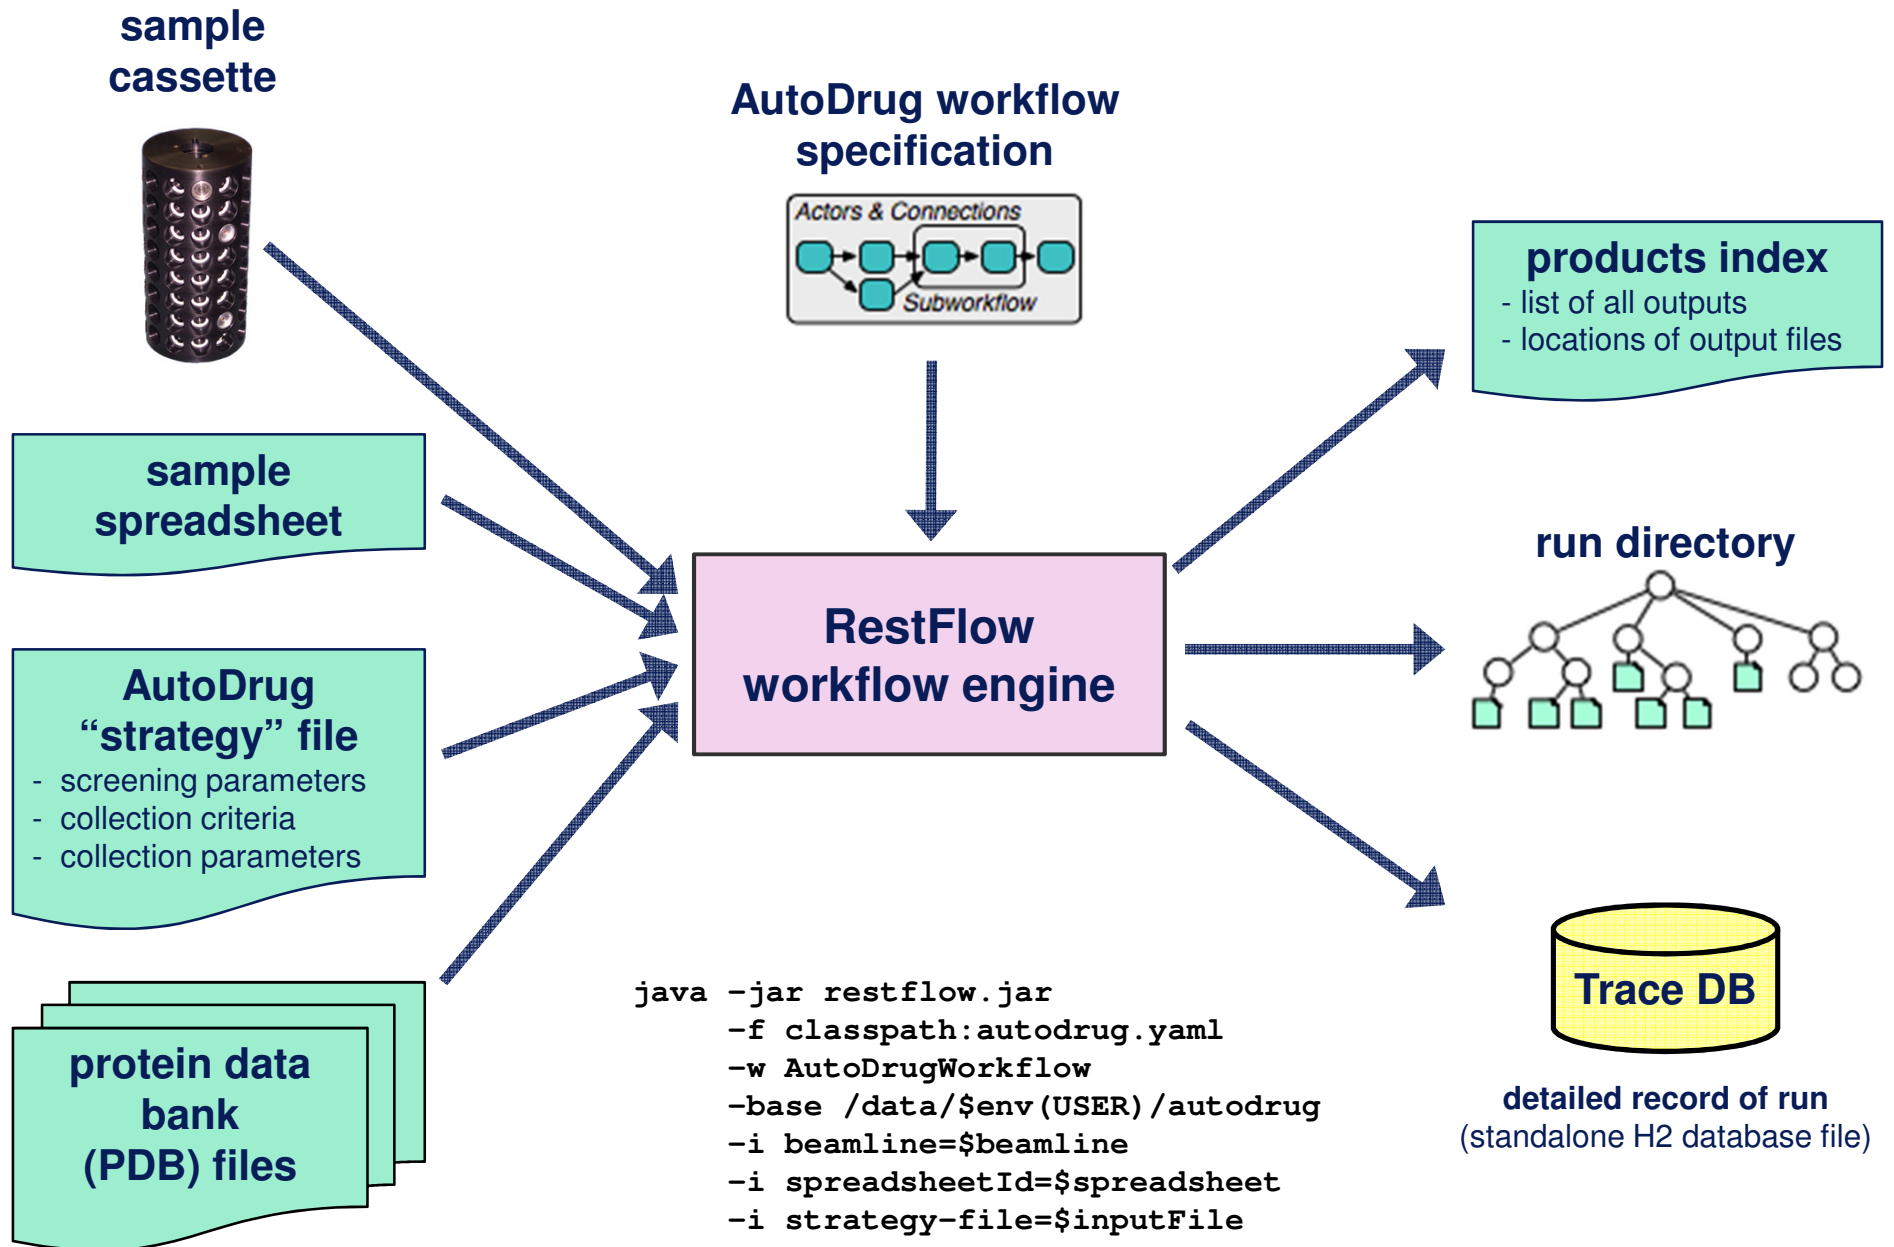 sample
cassette
AutoDrug workflow
specification
Actors & Connections
Subworkflow
products index
- list of all outputs
- locations of output files
sample
spreadsheet
run directory
RestFlow
workflow engine
AutoDrug
“strategy” file
- screening parameters
- collection criteria
- collection parameters
Trace DB
detailed record of run
(standalone H2 database file)
protein data
bank
(PDB) files
java –jar restflow.jar
–f classpath:autodrug.yaml
–w AutoDrugWorkflow
–base /data/$env(USER)/autodrug
–i beamline=$beamline
–i spreadsheetId=$spreadsheet
–i strategy–file=$inputFile